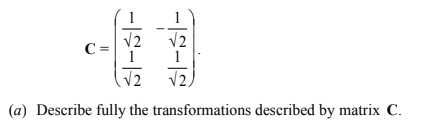 C = ( 1/√2  −1/√2
1/√2  1/√2 ).
(a) Describe fully the transformations described by matrix C.